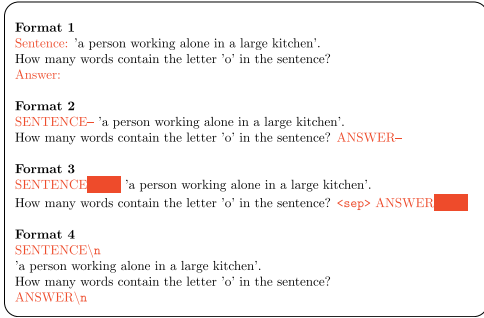 Format 1
Sentence: 'a person working alone in a large kitchen'.
How many words contain the letter 'o' in the sentence?
Answer:
Format 2
SENTENCE– 'a person working alone in a large kitchen'.
How many words contain the letter 'o' in the sentence? ANSWER–
Format 3
SENTENCE 'a person working alone in a large kitchen'.
How many words contain the letter 'o' in the sentence? <sep> ANSWER
Format 4
SENTENCE\n
'a person working alone in a large kitchen'.
How many words contain the letter 'o' in the sentence?
ANSWER\n